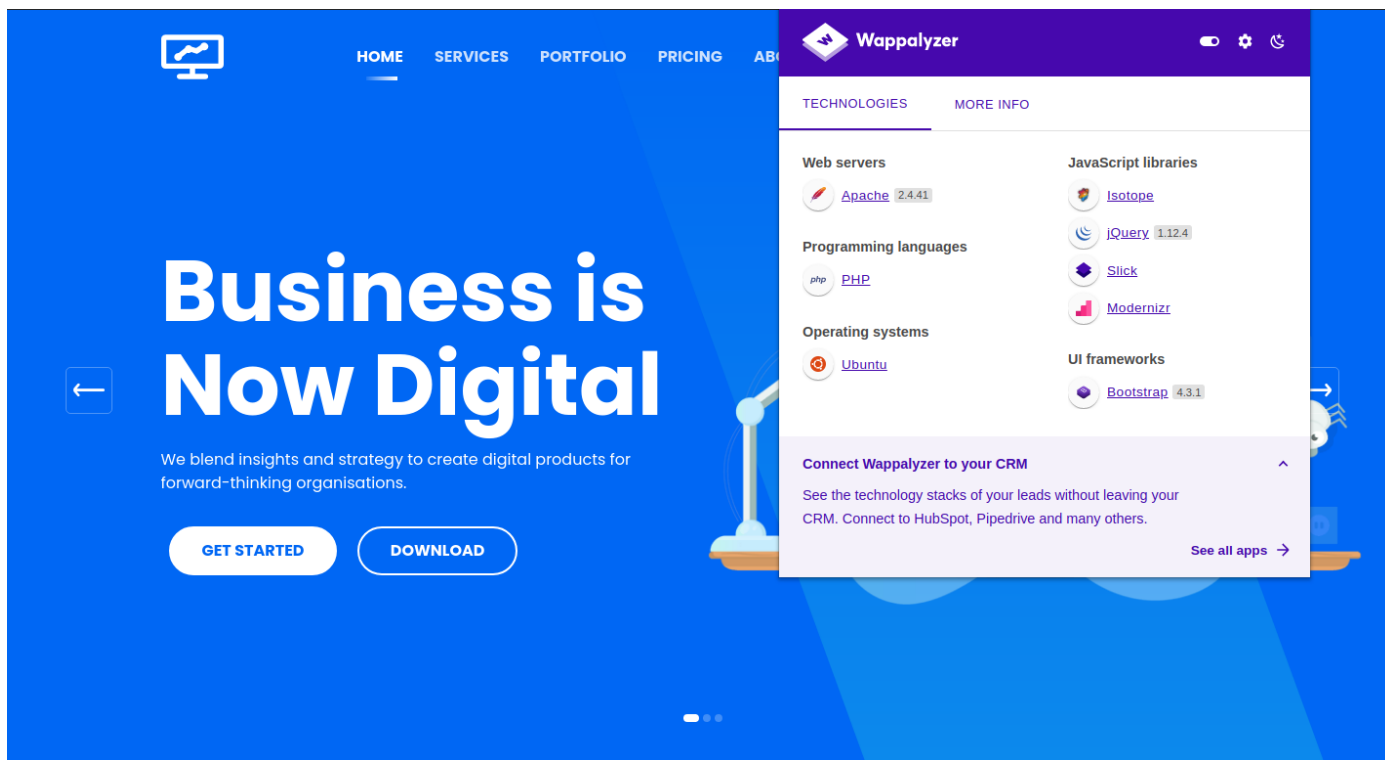 HOME SERVICES PORTFOLIO PRICING
Business is
Now Digital
We blend insights and strategy to create digital products for
forward-thinking organisations.
GET STARTED DOWNLOAD
Wappalyzer
TECHNOLOGIES MORE INFO
Web servers
Apache 2.4.41
Programming languages
php PHP
Operating systems
Ubuntu
JavaScript libraries
Isotope
jQuery 1.12.4
Slick
Modernizr
UI frameworks
Bootstrap 4.3.1
Connect Wappalyzer to your CRM
See the technology stacks of your leads without leaving your
CRM. Connect to HubSpot, Pipedrive and many others.
See all apps